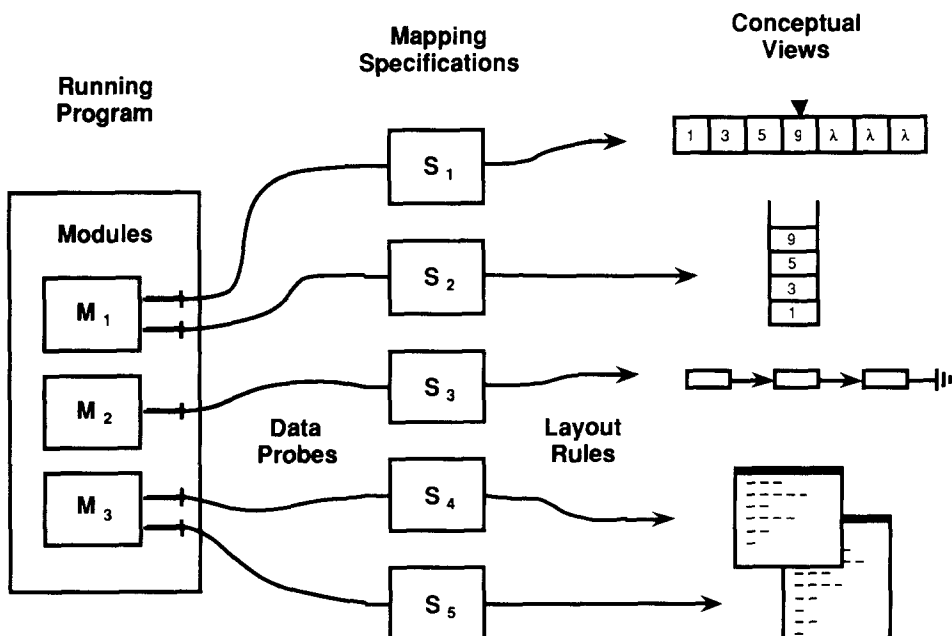 Conceptual
Views
Mapping
Specifications
Running
Program
1 3 5 9 λ λ λ
S 1
Modules
9
5
3
1
S 2
M 1
S 3
M 2
Data
Probes
Layout
Rules
S 4
M 3
S 5